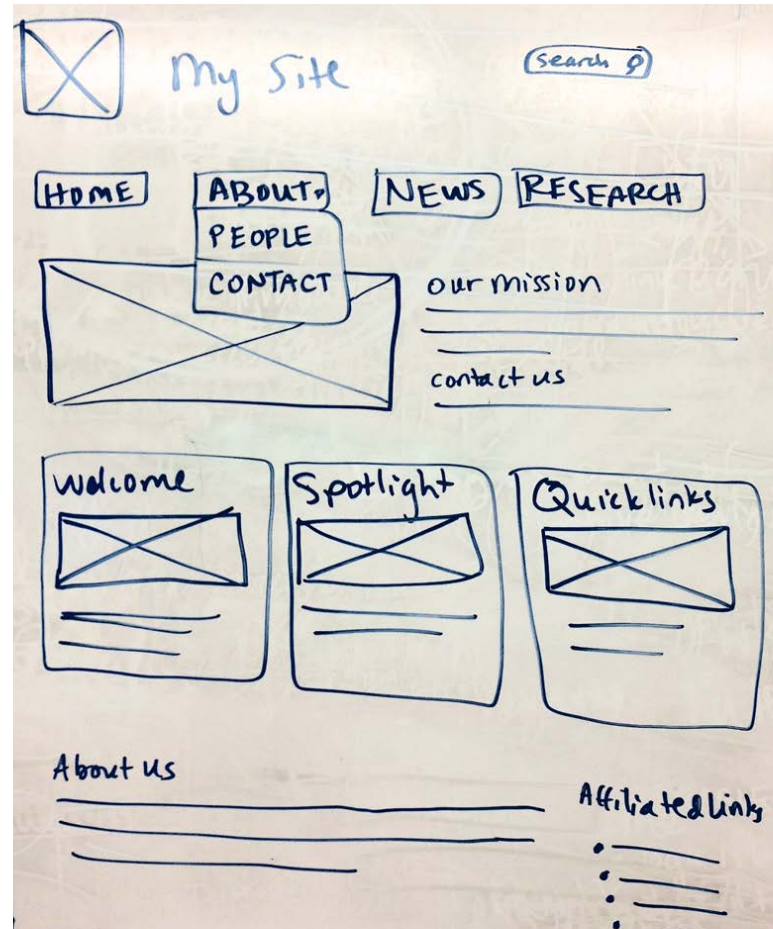 My Site
search
HOME ABOUT NEWS RESEARCH
PEOPLE
CONTACT
our mission
contact us
Welcome Spotlight Quicklinks
About Us
Affiliated Links